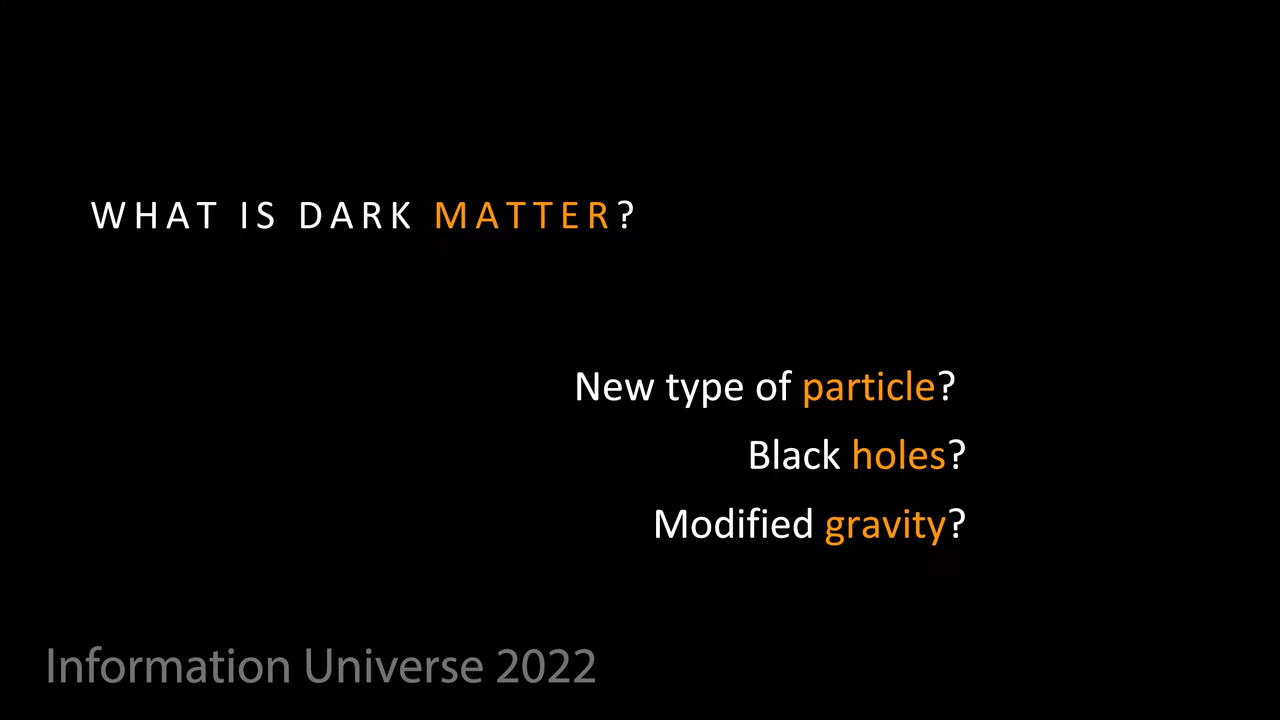 WHAT IS DARK MATTER?
New type of particle?
Black holes?
Modified gravity?
Information Universe 2022